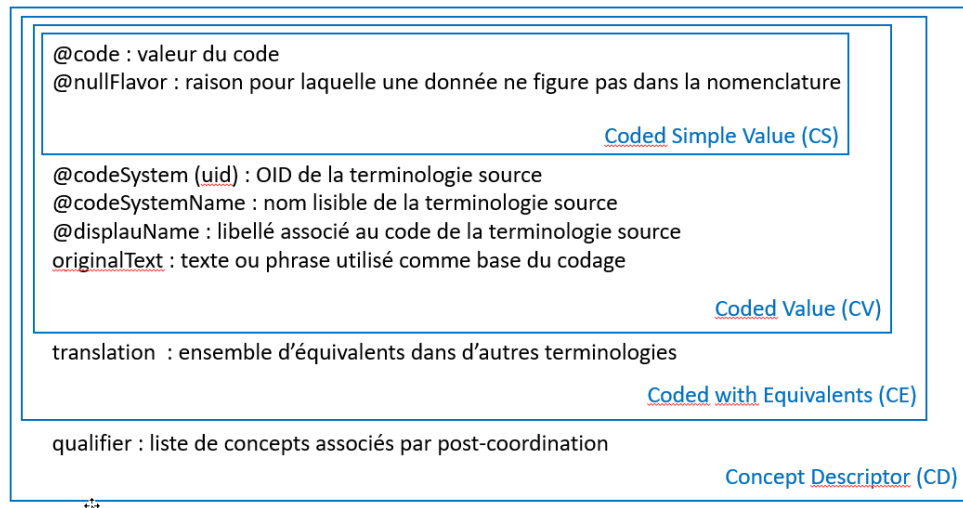 @code : valeur du code
@nullFlavor : raison pour laquelle une donnée ne figure pas dans la nomenclature
Coded Simple Value (CS)
@codeSystem (uid) : OID de la terminologie source
@codeSystemName : nom lisible de la terminologie source
@displauName : libellé associé au code de la terminologie source
originalText : texte ou phrase utilisé comme base du codage
Coded Value (CV)
translation : ensemble d'équivalents dans d'autres terminologies
Coded with Equivalents (CE)
qualifier : liste de concepts associés par post-coordination
Concept Descriptor (CD)